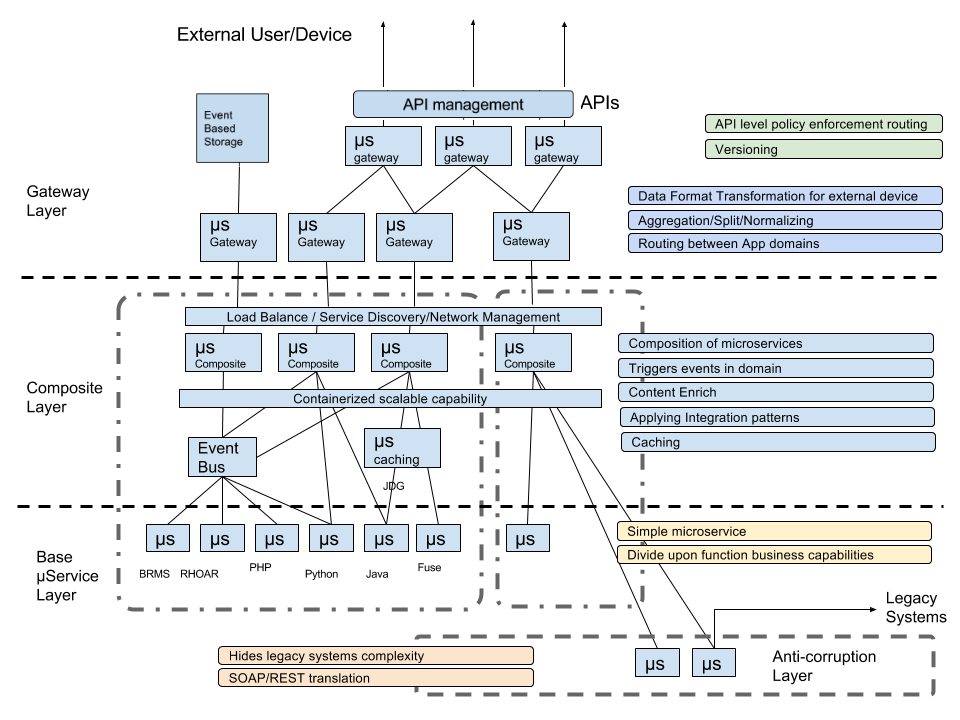 External User/Device
API management
APIs
Event
Based
Storage
µs
gateway
µs
gateway
µs
gateway
API level policy enforcement routing
Versioning
Gateway
Layer
Data Format Transformation for external device
Aggregation/Split/Normalizing
Routing between App domains
µs
Gateway
µs
Gateway
µs
Gateway
µs
Gateway
Load Balance / Service Discovery/Network Management
µs
Composite
µs
Composite
µs
Composite
µs
Composite
Composition of microservices
Triggers events in domain
Content Enrich
Applying Integration patterns
Caching
Composite
Layer
Containerized scalable capability
Event
Bus
µs
caching
JDG
Base
µService
Layer
µs
µs
µs
µs
µs
µs
µs
BRMS
RHOAR
PHP
Python
Java
Fuse
Simple microservice
Divide upon function business capabilities
Legacy
Systems
Hides legacy systems complexity
SOAP/REST translation
µs
µs
Anti-corruption
Layer